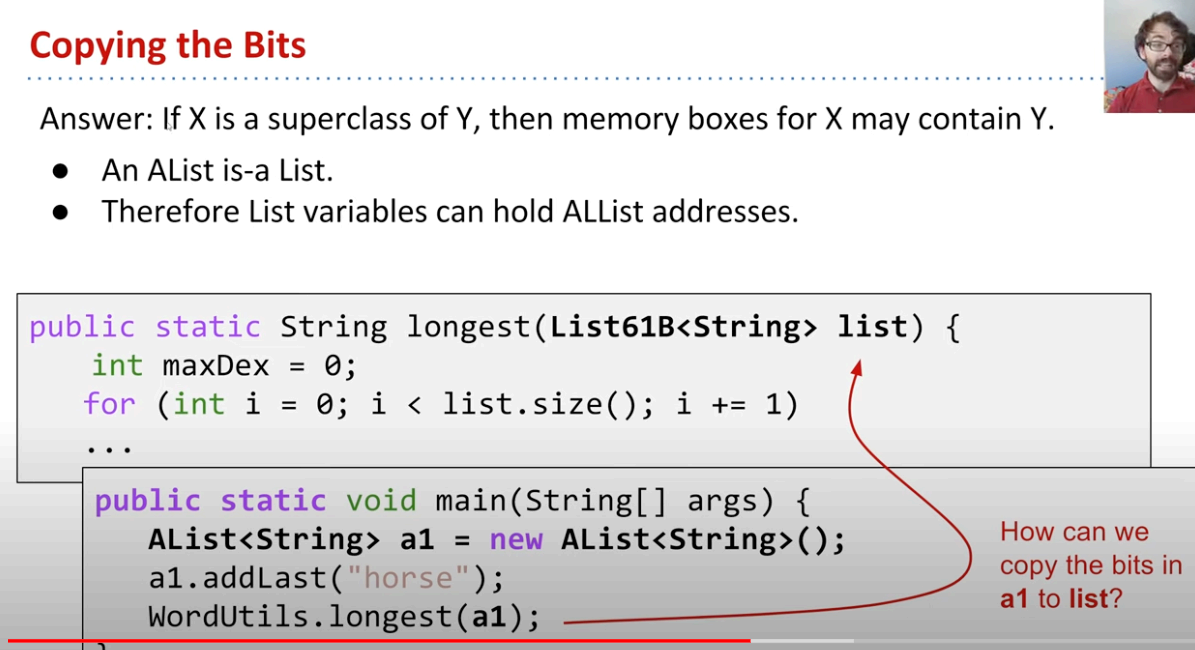 Copying the Bits
Answer: If X is a superclass of Y, then memory boxes for X may contain Y.
● An AList is-a List.
● Therefore List variables can hold ALList addresses.
public static String longest(List61B<String> list) {
int maxDex = 0;
for (int i = 0; i < list.size(); i += 1)
...
public static void main(String[] args) {
AList<String> a1 = new AList<String>();
a1.addLast("horse");
WordUtils.longest(a1);
}
How can we
copy the bits in
a1 to list?